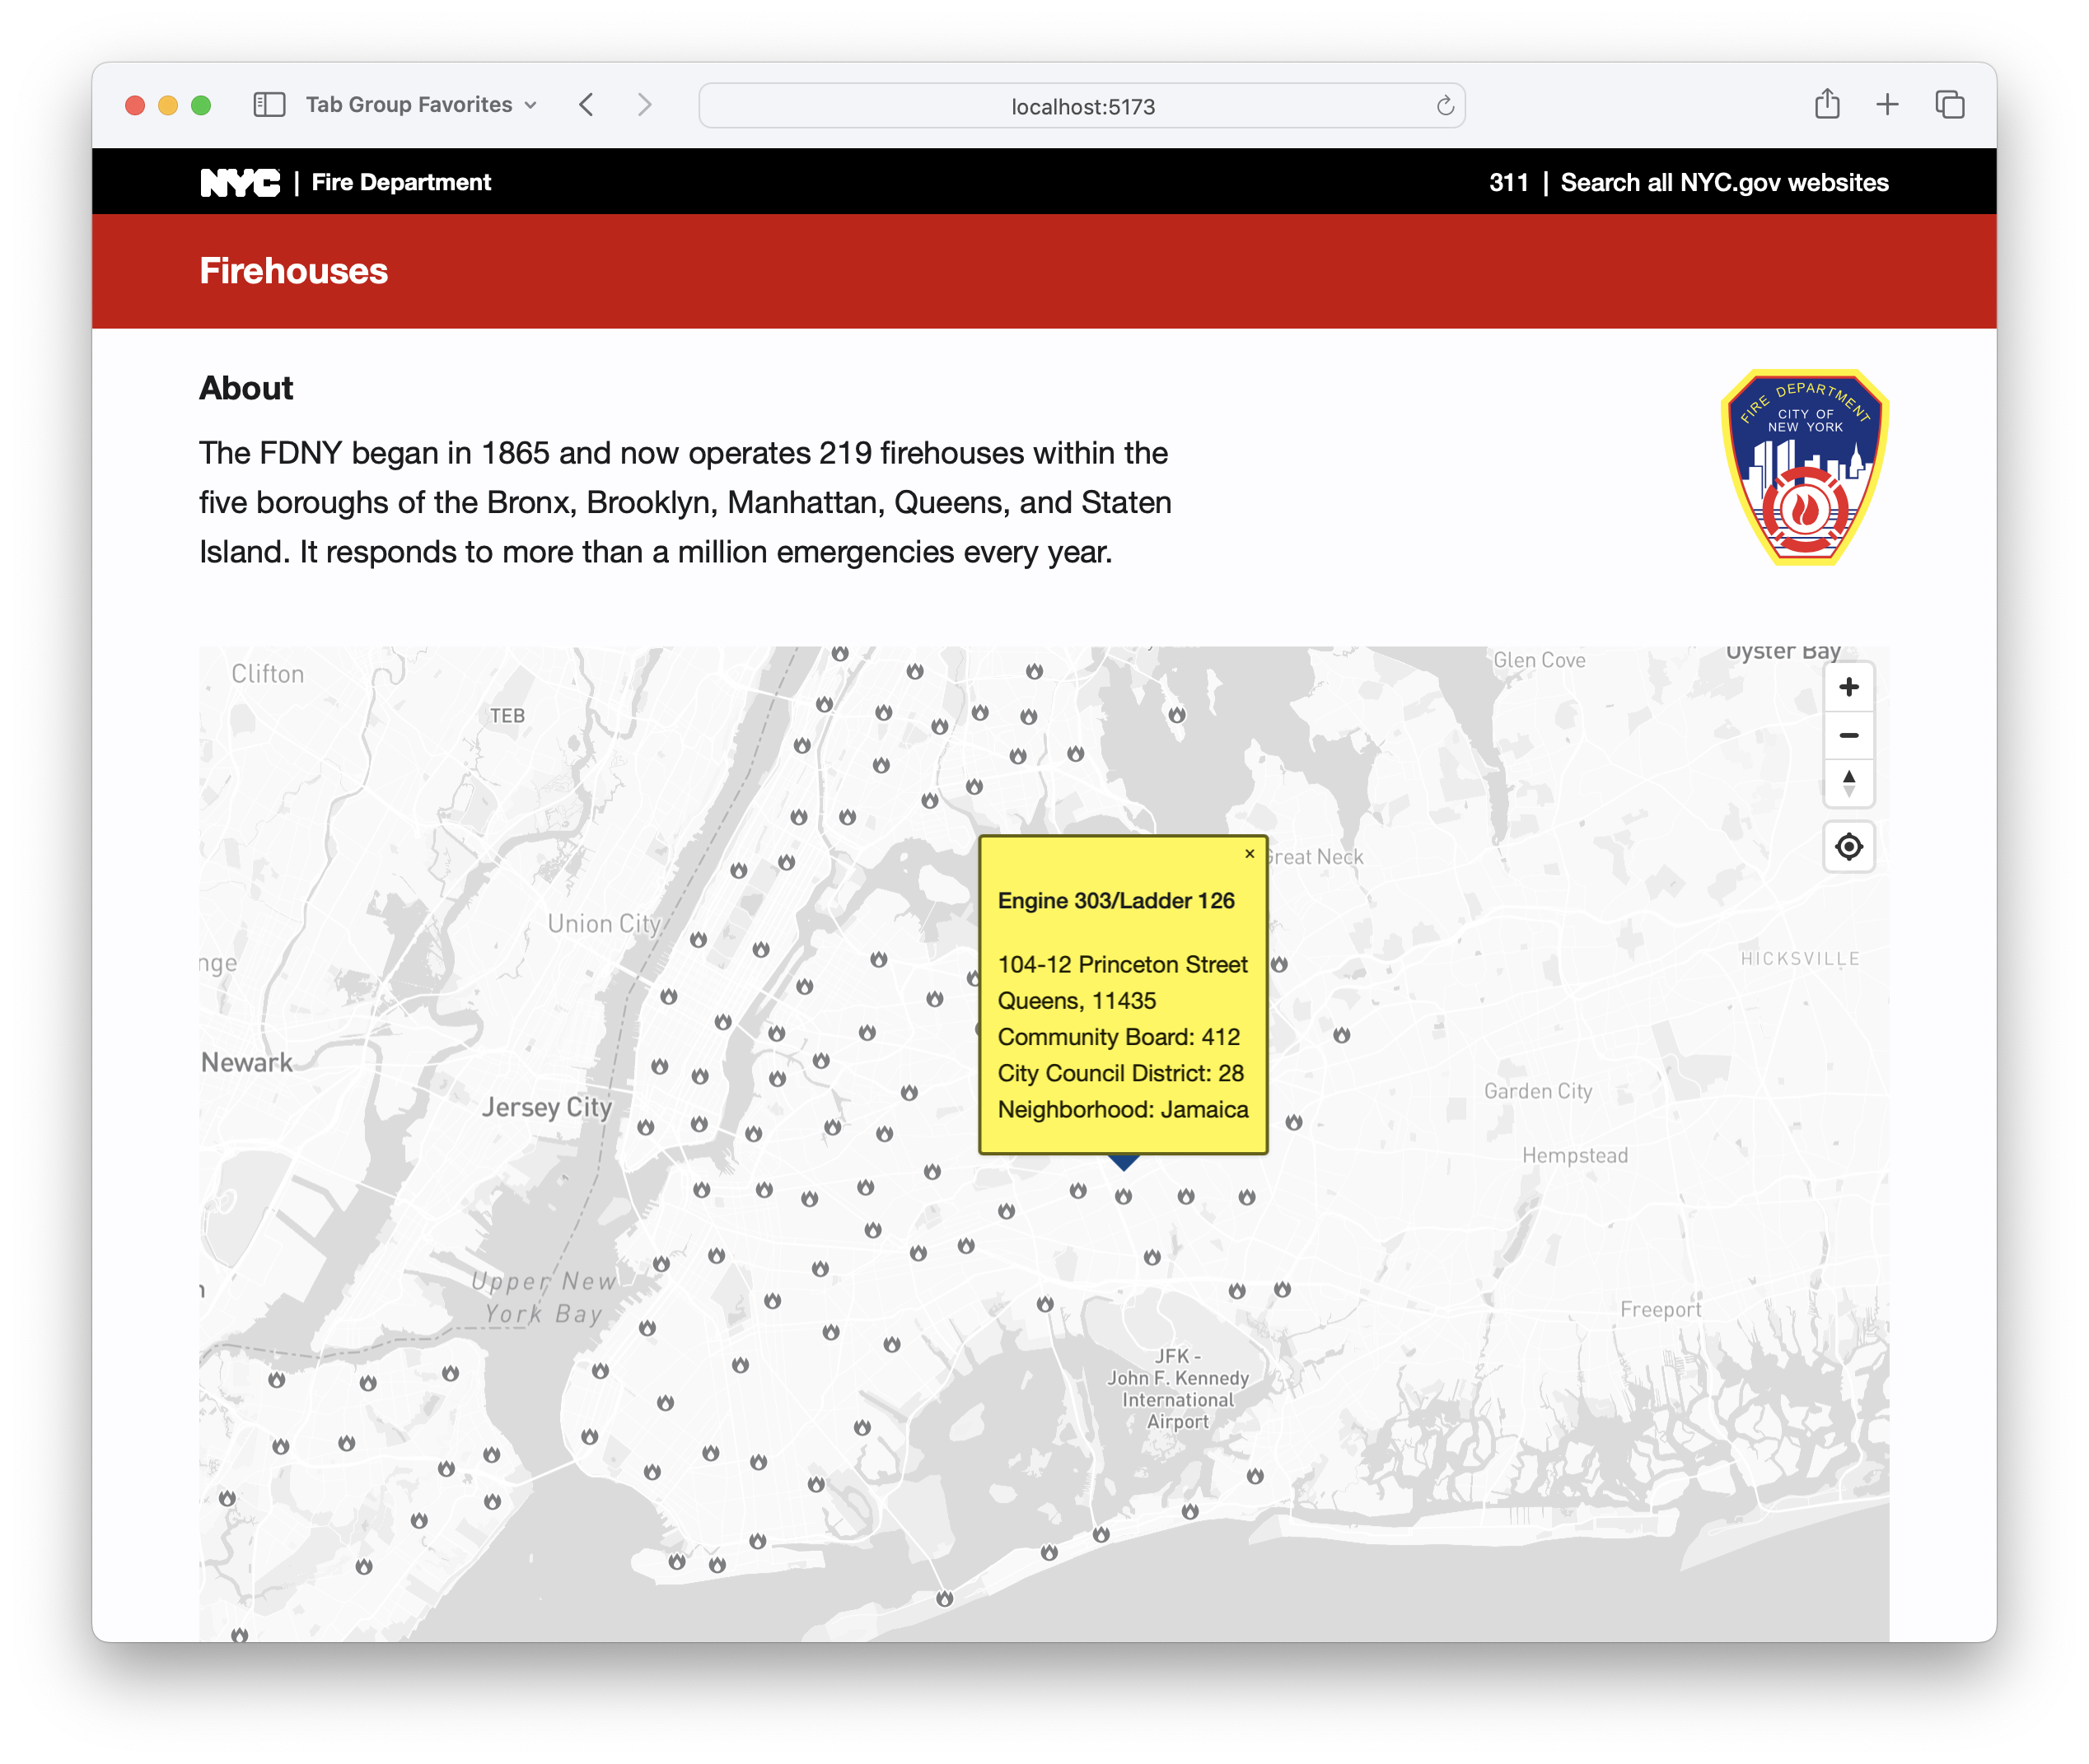 Tab Group Favorites
localhost:5173
NYC | Fire Department
311 | Search all NYC.gov websites
Firehouses
About
The FDNY began in 1865 and now operates 219 firehouses within the
five boroughs of the Bronx, Brooklyn, Manhattan, Queens, and Staten
Island. It responds to more than a million emergencies every year.
FIRE DEPARTMENT
CITY OF
NEW YORK
Clifton
TEB
Glen Cove
Oyster Bay
Great Neck
×
Engine 303/Ladder 126
104-12 Princeton Street
Queens, 11435
Community Board: 412
City Council District: 28
Neighborhood: Jamaica
Union City
nge
HICKSVILLE
Newark
Jersey City
Garden City
Hempstead
Upper New
York Bay
Freeport
JFK -
John F. Kennedy
International
Airport